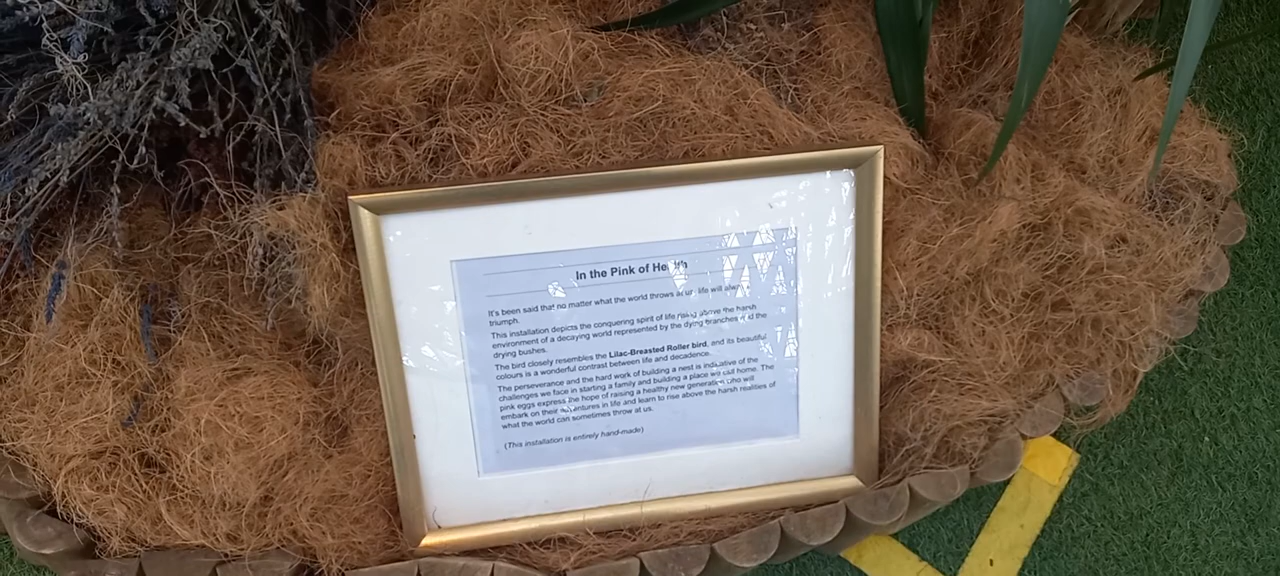 In the Pink of Health
It's been said that no matter what the world throws at us, life will always
triumph.
This installation depicts the conquering spirit of life rising above the harsh
environment of a decaying world represented by the dying branches and the
drying bushes.
The bird closely resembles the Lilac-Breasted Roller bird, and its beautiful
colours is a wonderful contrast between life and decadence.
The perseverance and the hard work of building a nest is indicative of the
challenges we face in starting a family and building a place we call home. The
pink eggs express the hope of raising a healthy new generation who will
embark on their adventures in life and learn to rise above the harsh realities of
what the world can sometimes throw at us.
(This installation is entirely hand-made)